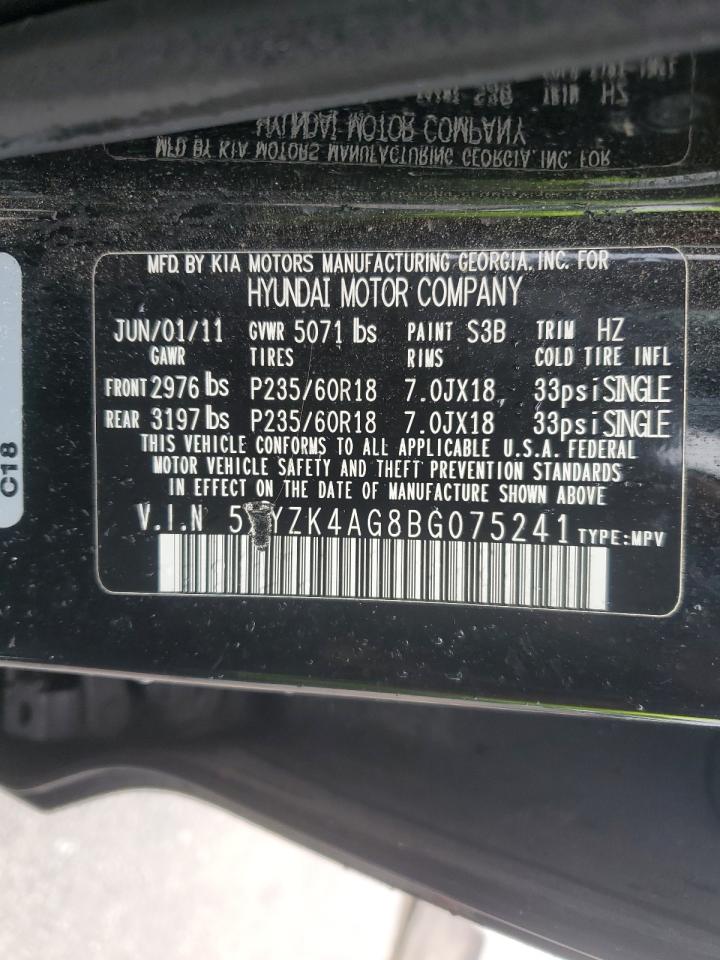 MFD. BY KIA MOTORS MANUFACTURING GEORGIA, INC. FOR
HYUNDAI MOTOR COMPANY
MFD. BY KIA MOTORS MANUFACTURING GEORGIA, INC. FOR
HYUNDAI MOTOR COMPANY
JUN/01/11 GVWR 5071 lbs PAINT S3B TRIM HZ
GAWR TIRES RIMS COLD TIRE INFL
FRONT 2976 lbs P235/60R18 7.0JX18 33psi SINGLE
REAR 3197 lbs P235/60R18 7.0JX18 33psi SINGLE
THIS VEHICLE CONFORMS TO ALL APPLICABLE U.S.A. FEDERAL
MOTOR VEHICLE SAFETY AND THEFT PREVENTION STANDARDS
IN EFFECT ON THE DATE OF MANUFACTURE SHOWN ABOVE
V.I.N TYPE:MPV
C18